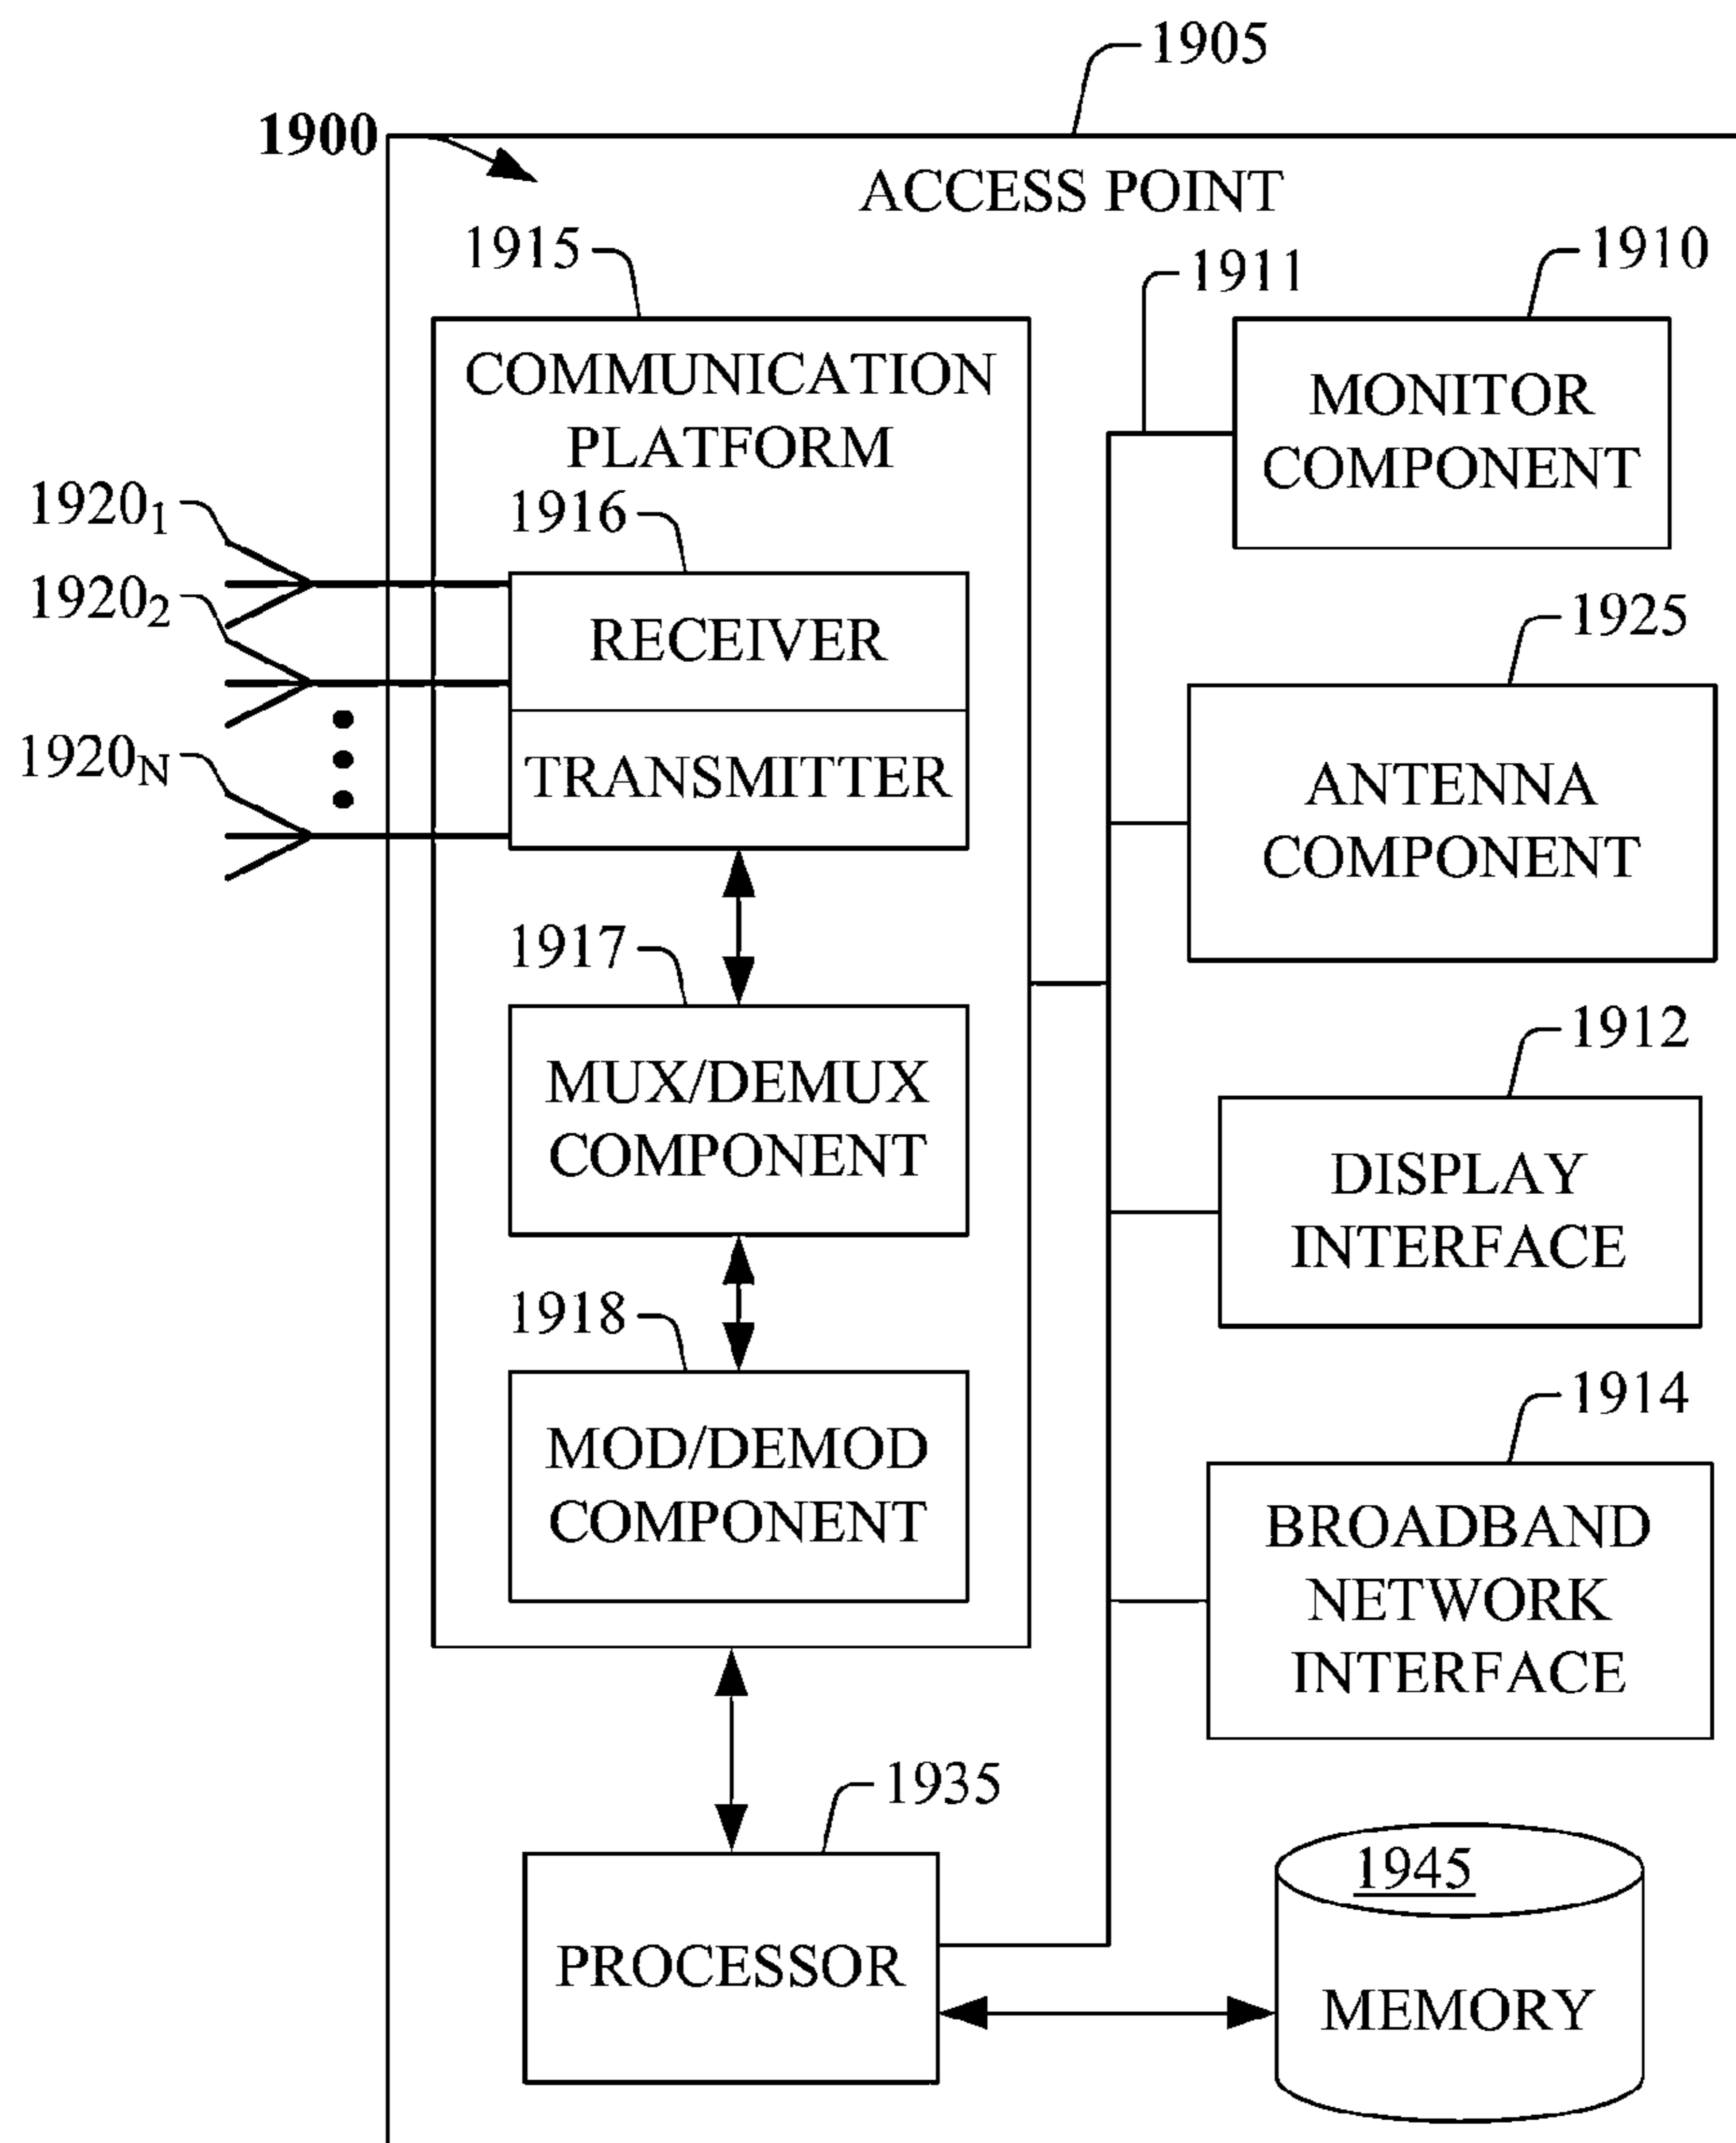 1905
1900
ACCESS POINT
1915
1911
1910
COMMUNICATION
PLATFORM
MONITOR
COMPONENT
1920₁
1916
1920₂
RECEIVER
1925
1920_N
TRANSMITTER
ANTENNA
COMPONENT
1917
MUX/DEMUX
COMPONENT
1912
DISPLAY
INTERFACE
1918
MOD/DEMOD
COMPONENT
1914
BROADBAND
NETWORK
INTERFACE
1935
PROCESSOR
1945
MEMORY